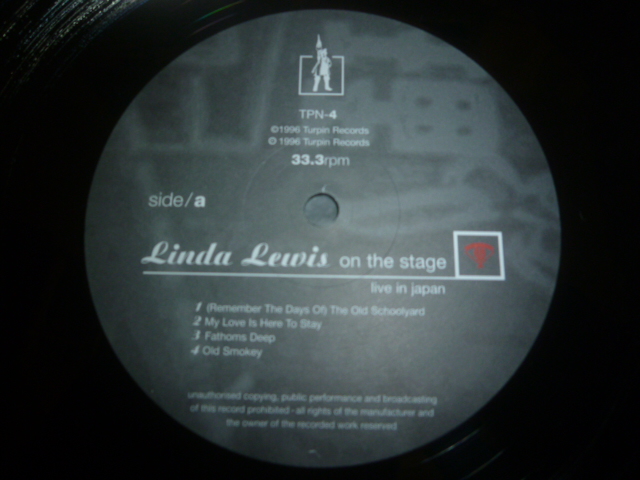 TPN-4
©1996 Turpin Records
℗ 1996 Turpin Records
33.3rpm
side/a
Linda Lewis on the stage
live in japan
1 (Remember The Days Of) The Old Schoolyard
2 My Love Is Here To Stay
3 Fathoms Deep
4 Old Smokey
unauthorised copying, public performance and broadcasting
of this record prohibited - all rights of the manufacturer and
the owner of the recorded work reserved